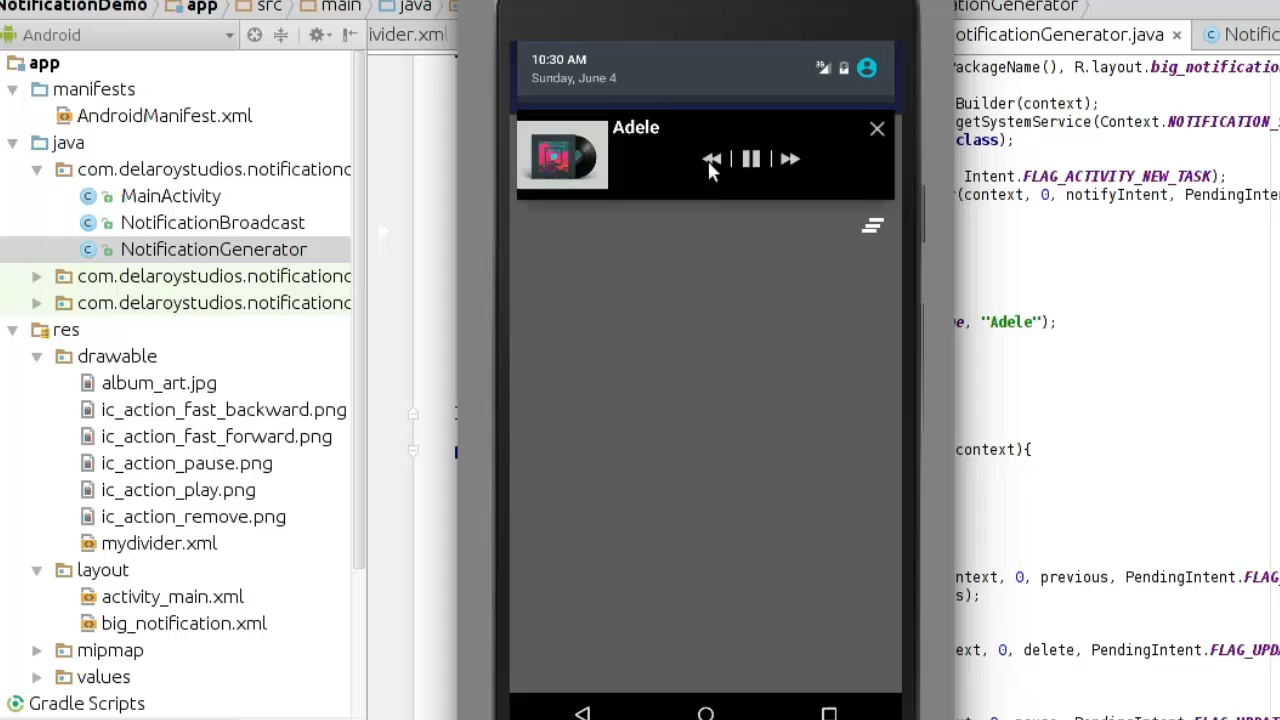 NotificationDemo app src main java
Android
ivider.xml
enerator
otificationGenerator.java × Notific
app
manifests
AndroidManifest.xml
java
com.delaroystudios.notificationc
MainActivity
NotificationBroadcast
NotificationGenerator
com.delaroystudios.notificationc
com.delaroystudios.notificationc
res
drawable
album_art.jpg
ic_action_fast_backward.png
ic_action_fast_forward.png
ic_action_pause.png
ic_action_play.png
ic_action_remove.png
mydivider.xml
layout
activity_main.xml
big_notification.xml
mipmap
values
Gradle Scripts
10:30 AM
Sunday, June 4
3G
Adele
PackageName(), R.layout.big_notificatio
Builder(context);
getSystemService(Context.NOTIFICATION_
class);
Intent.FLAG_ACTIVITY_NEW_TASK);
(context, 0, notifyIntent, PendingInte
e, "Adele");
context){
ntext, 0, previous, PendingIntent.FLAG_
s);
ext, 0, delete, PendingIntent.FLAG_UPD